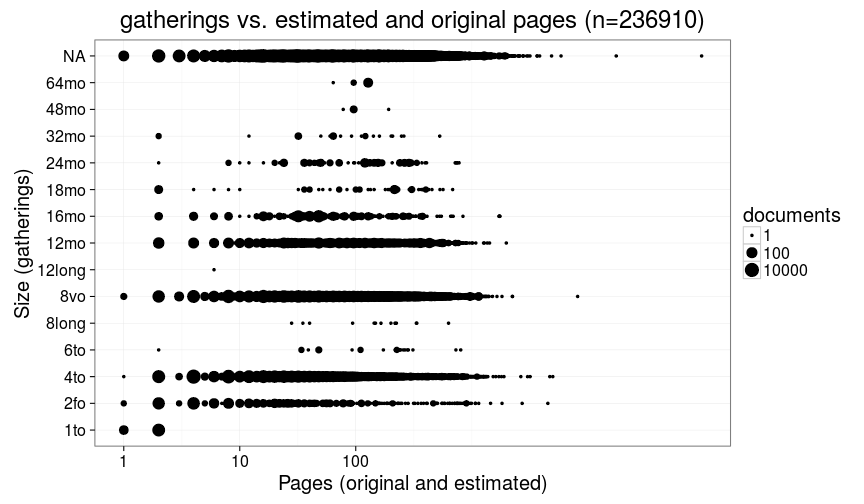 gatherings vs. estimated and original pages (n=236910)
Size (gatherings)
NA
64mo
48mo
32mo
24mo
18mo
16mo
12mo
12long
8vo
8long
6to
4to
2fo
1to
1 10 100
Pages (original and estimated)
documents
1
100
10000